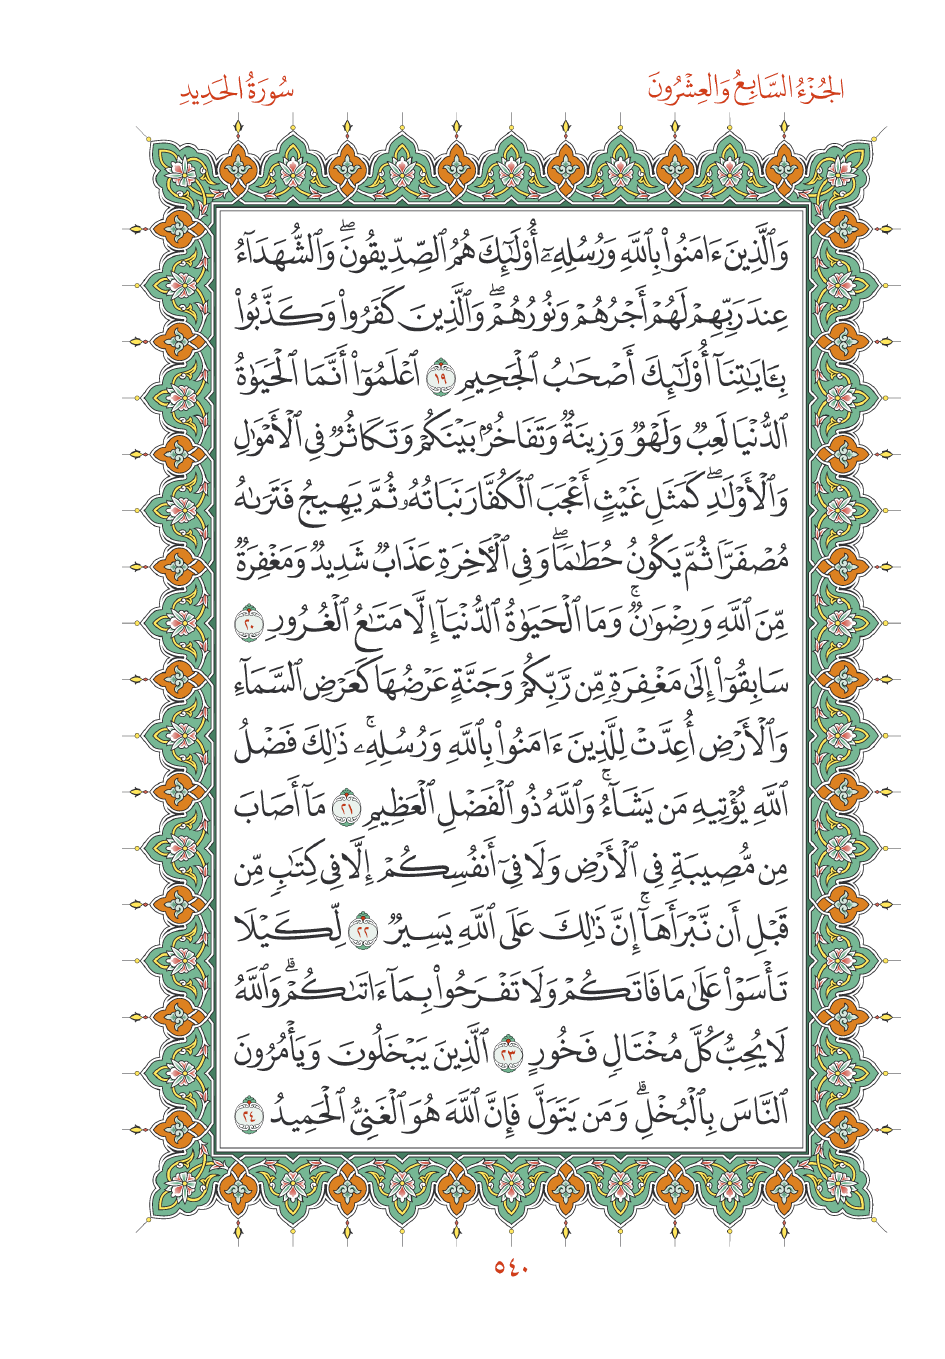 الجُزْءُ السَّابِعُ وَالعِشْرُونَ
سُورَةُ الحَدِيدِ
وَٱلَّذِينَ ءَامَنُواْ بِٱللَّهِ وَرُسُلِهِۦٓ أُوْلَٰٓئِكَ هُمُ ٱلصِّدِّيقُونَۖ وَٱلشُّهَدَآءُ
عِندَ رَبِّهِمْ لَهُمْ أَجْرُهُمْ وَنُورُهُمْۖ وَٱلَّذِينَ كَفَرُواْ وَكَذَّبُواْ
بِـَٔايَٰتِنَآ أُوْلَٰٓئِكَ أَصْحَٰبُ ٱلْجَحِيمِ ١٩ ٱعْلَمُوٓاْ أَنَّمَا ٱلْحَيَوٰةُ
ٱلدُّنْيَا لَعِبٌ وَلَهْوٌ وَزِينَةٌ وَتَفَاخُرٌۢ بَيْنَكُمْ وَتَكَاثُرٌ فِي ٱلْأَمْوَٰلِ
وَٱلْأَوْلَٰدِۖ كَمَثَلِ غَيْثٍ أَعْجَبَ ٱلْكُفَّارَ نَبَاتُهُۥ ثُمَّ يَهِيجُ فَتَرَىٰهُ
مُصْفَرًّا ثُمَّ يَكُونُ حُطَٰمًاۖ وَفِي ٱلْأٓخِرَةِ عَذَابٌ شَدِيدٌ وَمَغْفِرَةٌ
مِّنَ ٱللَّهِ وَرِضْوَٰنٌۚ وَمَا ٱلْحَيَوٰةُ ٱلدُّنْيَآ إِلَّا مَتَٰعُ ٱلْغُرُورِ ٢٠
سَابِقُوٓاْ إِلَىٰ مَغْفِرَةٍ مِّن رَّبِّكُمْ وَجَنَّةٍ عَرْضُهَا كَعَرْضِ ٱلسَّمَآءِ
وَٱلْأَرْضِ أُعِدَّتْ لِلَّذِينَ ءَامَنُواْ بِٱللَّهِ وَرُسُلِهِۦۚ ذَٰلِكَ فَضْلُ
ٱللَّهِ يُؤْتِيهِ مَن يَشَآءُۚ وَٱللَّهُ ذُو ٱلْفَضْلِ ٱلْعَظِيمِ ٢١ مَآ أَصَابَ
مِن مُّصِيبَةٍ فِي ٱلْأَرْضِ وَلَا فِيٓ أَنفُسِكُمْ إِلَّا فِي كِتَٰبٍ مِّن
قَبْلِ أَن نَّبْرَأَهَآۚ إِنَّ ذَٰلِكَ عَلَى ٱللَّهِ يَسِيرٌ ٢٢ لِّكَيْلَا
تَأْسَوْاْ عَلَىٰ مَا فَاتَكُمْ وَلَا تَفْرَحُواْ بِمَآ ءَاتَىٰكُمْۗ وَٱللَّهُ
لَا يُحِبُّ كُلَّ مُخْتَالٍ فَخُورٍ ٢٣ ٱلَّذِينَ يَبْخَلُونَ وَيَأْمُرُونَ
ٱلنَّاسَ بِٱلْبُخْلِۗ وَمَن يَتَوَلَّ فَإِنَّ ٱللَّهَ هُوَ ٱلْغَنِيُّ ٱلْحَمِيدُ ٢٤
٥٤٠